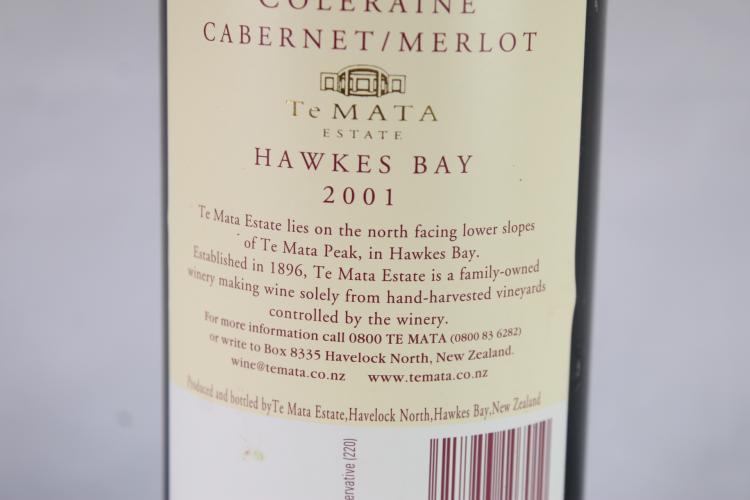 COLERAINE
CABERNET/MERLOT
Te MATA
ESTATE
HAWKES BAY
2001
Te Mata Estate lies on the north facing lower slopes
of Te Mata Peak, in Hawkes Bay.
Established in 1896, Te Mata Estate is a family-owned
winery making wine solely from hand-harvested vineyards
controlled by the winery.
For more information call 0800 TE MATA (0800 83 6282)
or write to Box 8335 Havelock North, New Zealand.
wine@temata.co.nz www.temata.co.nz
Produced and bottled byTe Mata Estate,Havelock North,Hawkes Bay,New Zealand
ervative (220)